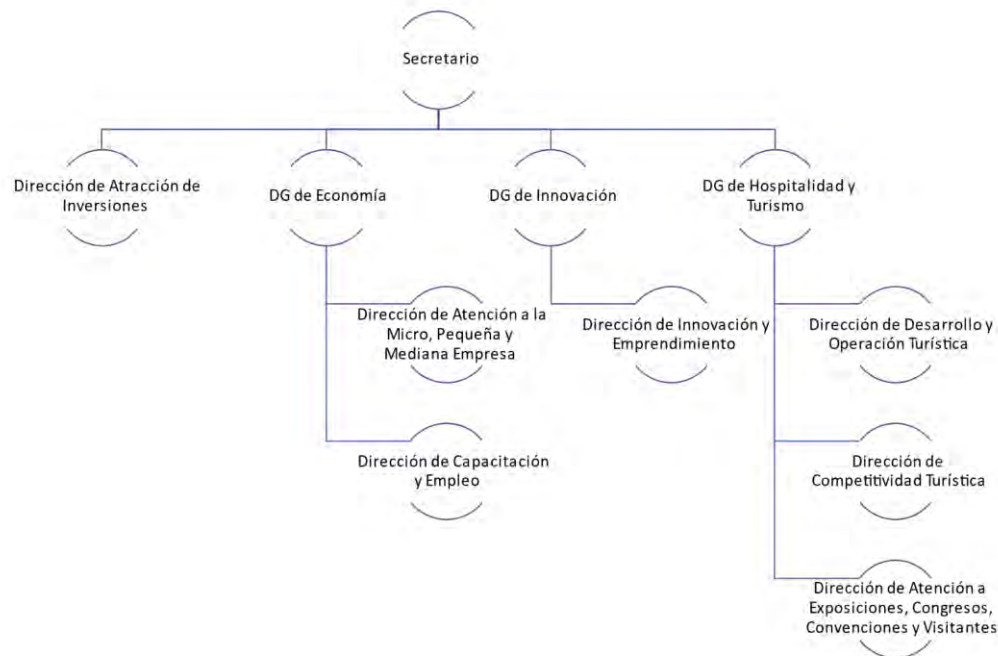 Secretario
Dirección de Atracción de
Inversiones
DG de Economía
DG de Innovación
DG de Hospitalidad y
Turismo
Dirección de Atención a la
Micro, Pequeña y
Mediana Empresa
Dirección de Innovación y
Emprendimiento
Dirección de Desarrollo y
Operación Turística
Dirección de Capacitación
y Empleo
Dirección de
Competitividad Turística
Dirección de Atención a
Exposiciones, Congresos,
Convenciones y Visitantes